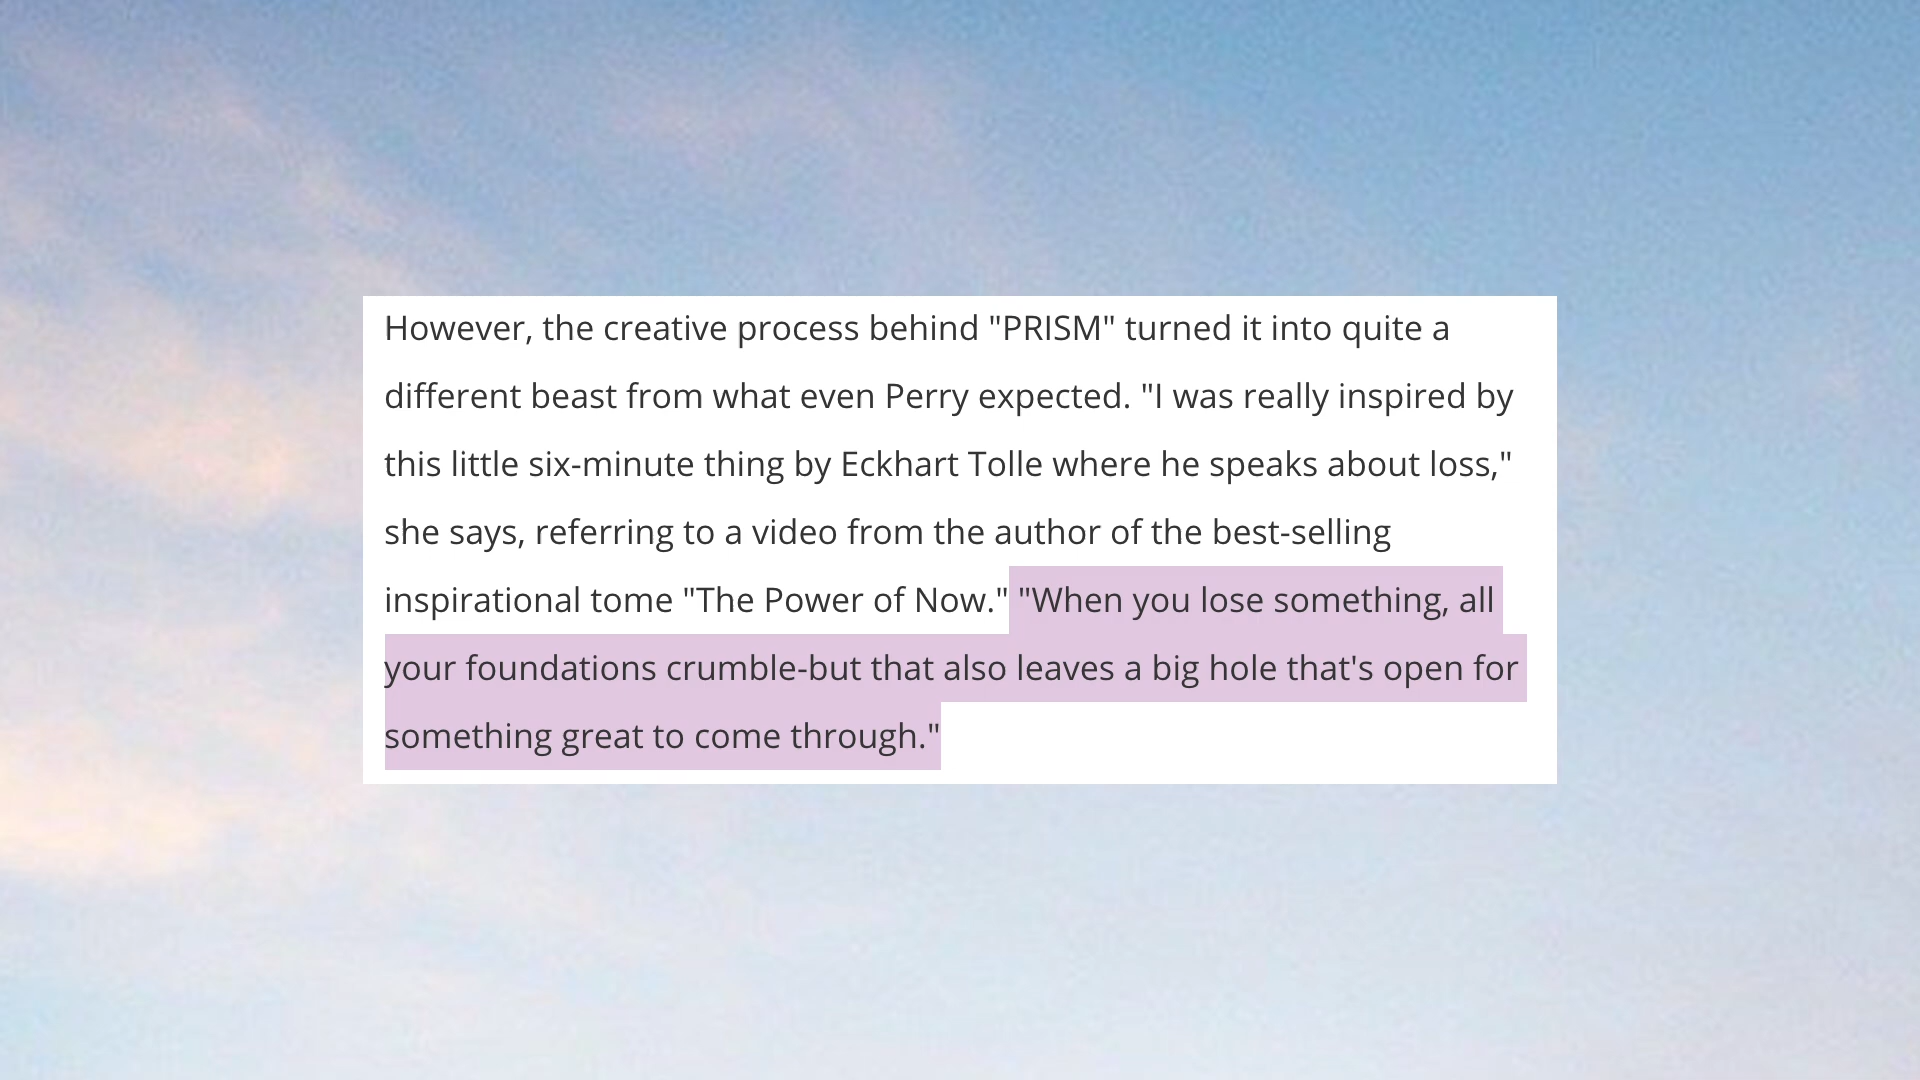 However, the creative process behind "PRISM" turned it into quite a
different beast from what even Perry expected. "I was really inspired by
this little six-minute thing by Eckhart Tolle where he speaks about loss,"
she says, referring to a video from the author of the best-selling
inspirational tome "The Power of Now." "When you lose something, all
your foundations crumble-but that also leaves a big hole that's open for
something great to come through."